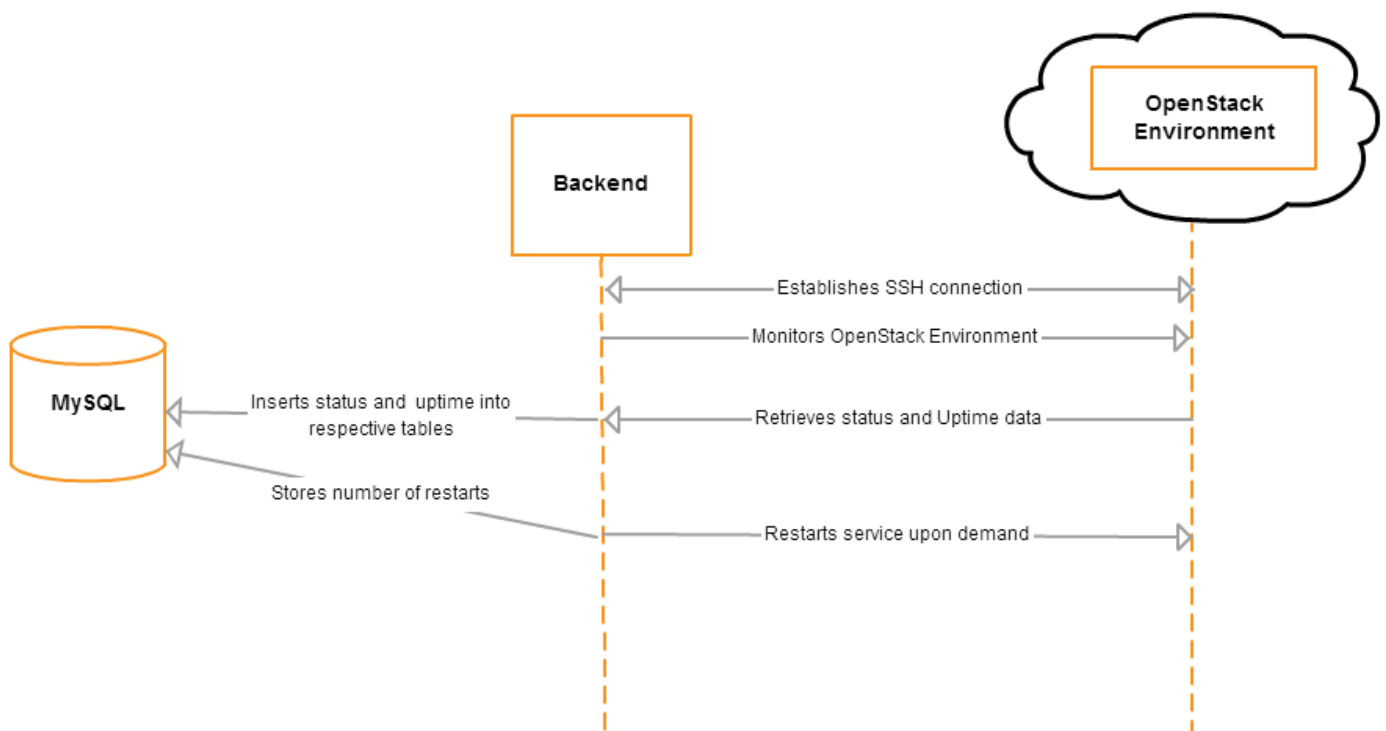 OpenStack
Environment
Backend
Establishes SSH connection
Monitors OpenStack Environment
MySQL
Inserts status and uptime into
respective tables
Retrieves status and Uptime data
Stores number of restarts
Restarts service upon demand